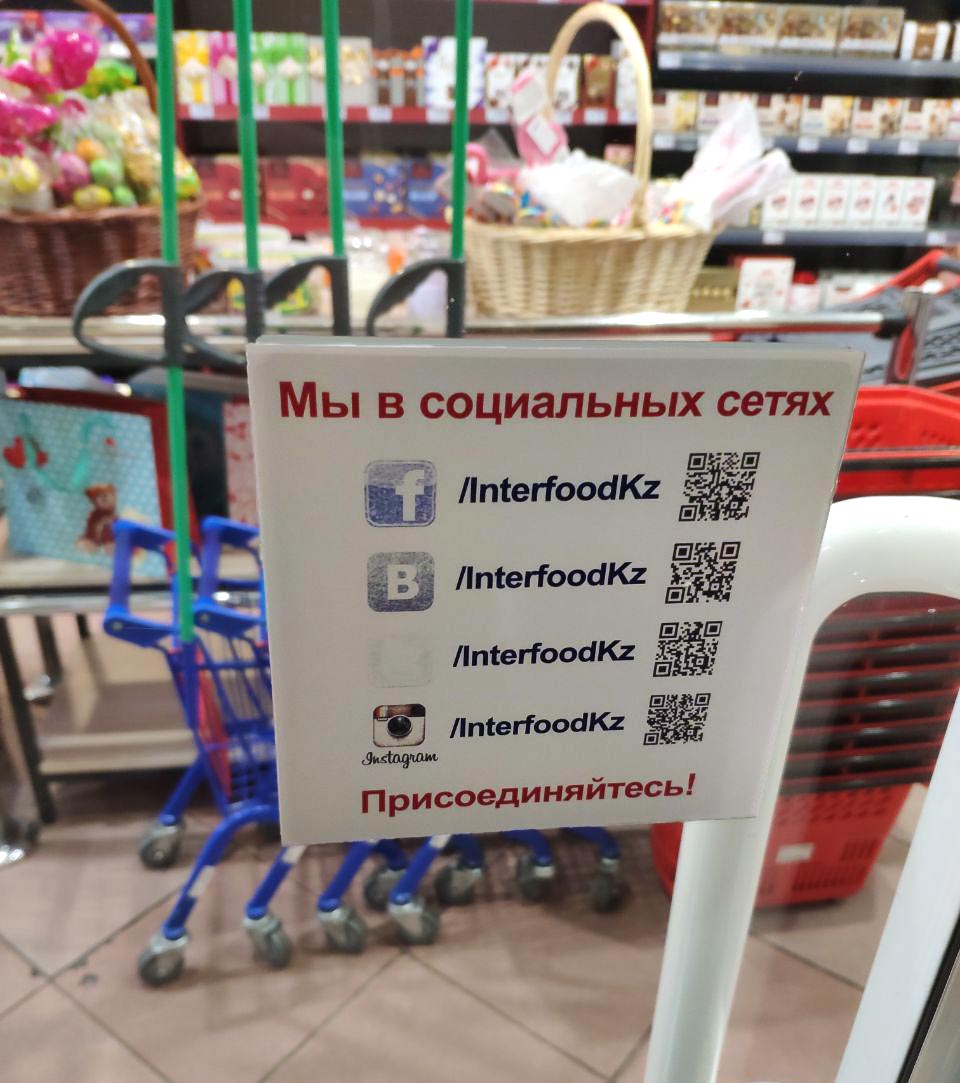 Мы в социальных сетях
f /InterfoodKz
B /InterfoodKz
/InterfoodKz
/InterfoodKz
Instagram
Присоединяйтесь!